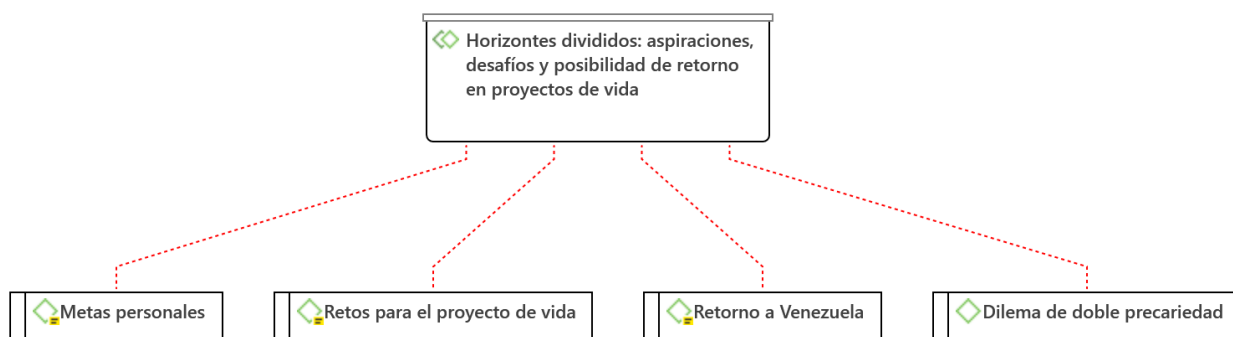 Horizontes divididos: aspiraciones,
desafíos y posibilidad de retorno
en proyectos de vida
Metas personales
Retos para el proyecto de vida
Retorno a Venezuela
Dilema de doble precariedad